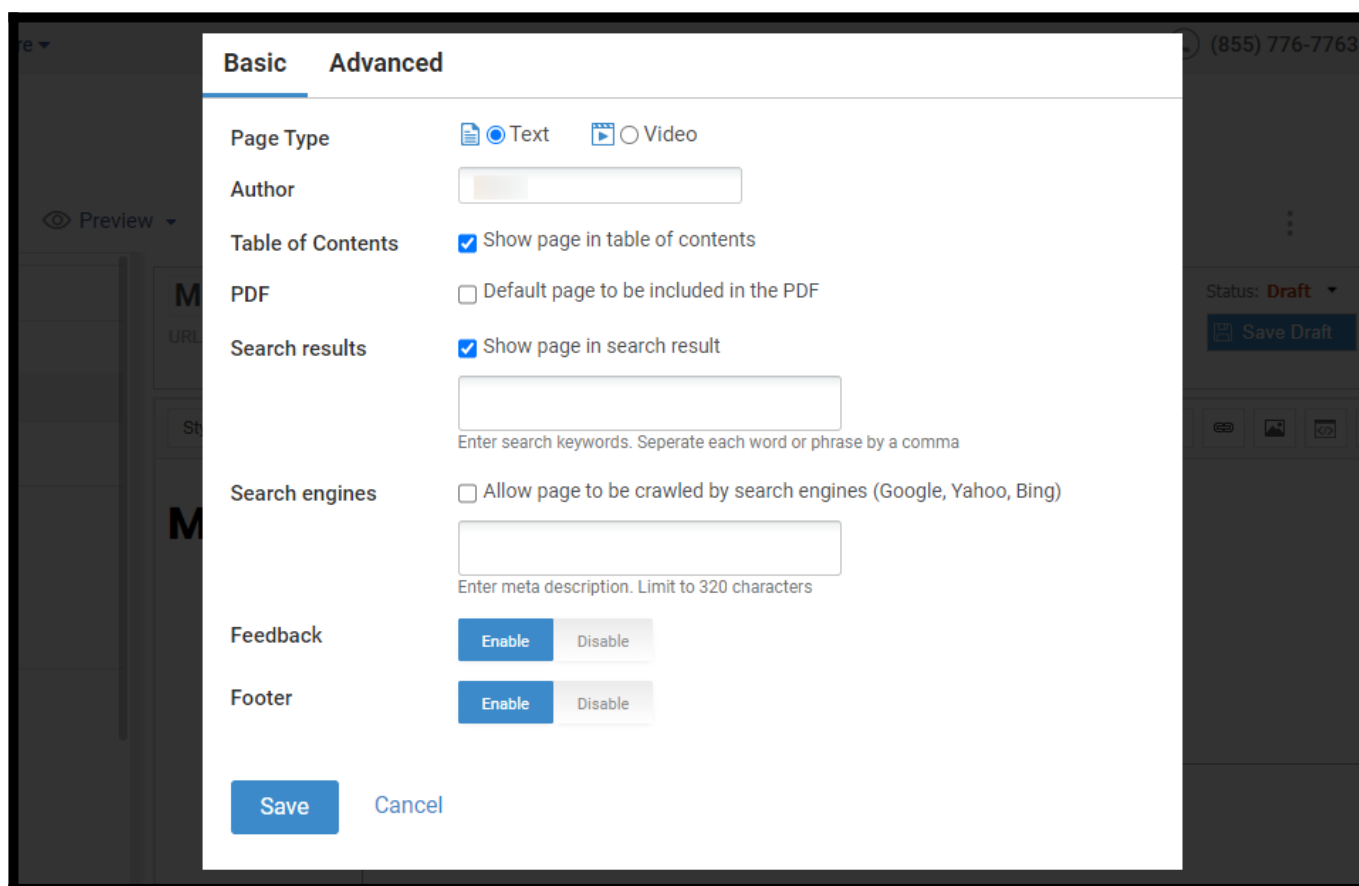 re
(855) 776-7763
Basic Advanced
Page Type Text Video
Author
Preview
Table of Contents Show page in table of contents
PDF Default page to be included in the PDF
M
Status: Draft
URL
Search results Show page in search result
Save Draft
Sty
Enter search keywords. Seperate each word or phrase by a comma
Search engines Allow page to be crawled by search engines (Google, Yahoo, Bing)
M
Enter meta description. Limit to 320 characters
Feedback Enable Disable
Footer Enable Disable
Save Cancel